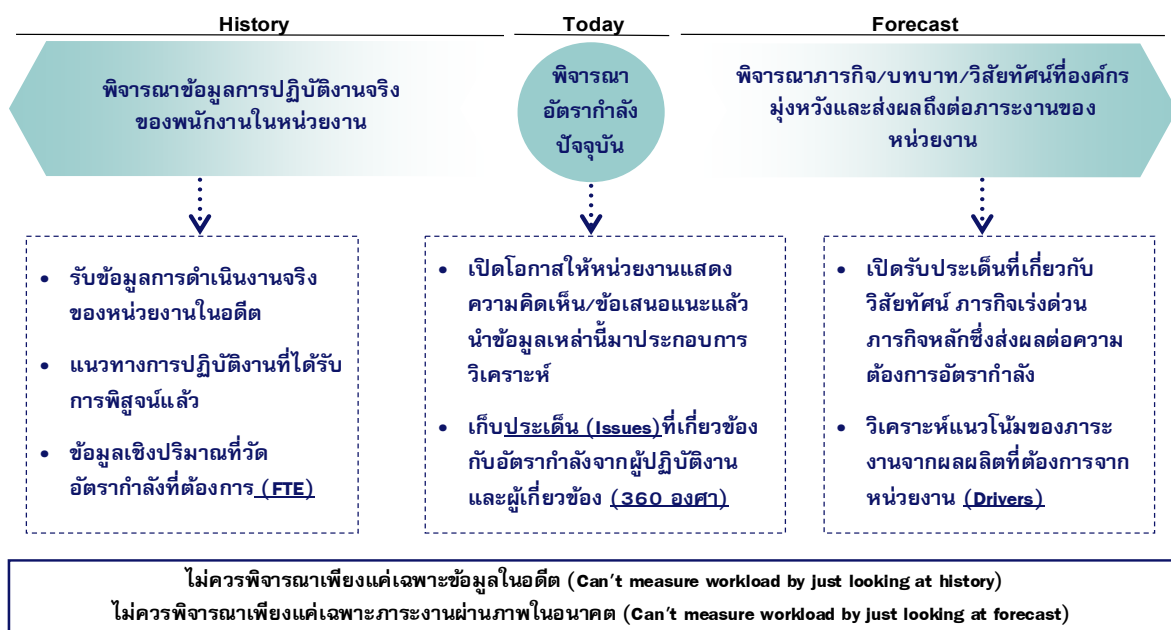 History
Today
Forecast
พิจารณาข้อมูลการปฏิบัติงานจริง
ของพนักงานในหน่วยงาน
พิจารณา
อัตรากำลัง
ปัจจุบัน
พิจารณาภารกิจ/บทบาท/วิสัยทัศน์ที่องค์กร
มุ่งหวังและส่งผลถึงต่อภาระงานของ
หน่วยงาน
• รับข้อมูลการดำเนินงานจริง
ของหน่วยงานในอดีต
• แนวทางการปฏิบัติงานที่ได้รับ
การพิสูจน์แล้ว
• ข้อมูลเชิงปริมาณที่วัด
อัตรากำลังที่ต้องการ (FTE)
• เปิดโอกาสให้หน่วยงานแสดง
ความคิดเห็น/ข้อเสนอแนะแล้ว
นำข้อมูลเหล่านี้มาประกอบการ
วิเคราะห์
• เก็บประเด็น (Issues)ที่เกี่ยวข้อง
กับอัตรากำลังจากผู้ปฏิบัติงาน
และผู้เกี่ยวข้อง (360 องศา)
• เปิดรับประเด็นที่เกี่ยวกับ
วิสัยทัศน์ ภารกิจเร่งด่วน
ภารกิจหลักซึ่งส่งผลต่อความ
ต้องการอัตรากำลัง
• วิเคราะห์แนวโน้มของภาระ
งานจากผลผลิตที่ต้องการจาก
หน่วยงาน (Drivers)
ไม่ควรพิจารณาเพียงแค่เฉพาะข้อมูลในอดีต (Can't measure workload by just looking at history)
ไม่ควรพิจารณาเพียงแค่เฉพาะภาระงานผ่านภาพในอนาคต (Can't measure workload by just looking at forecast)